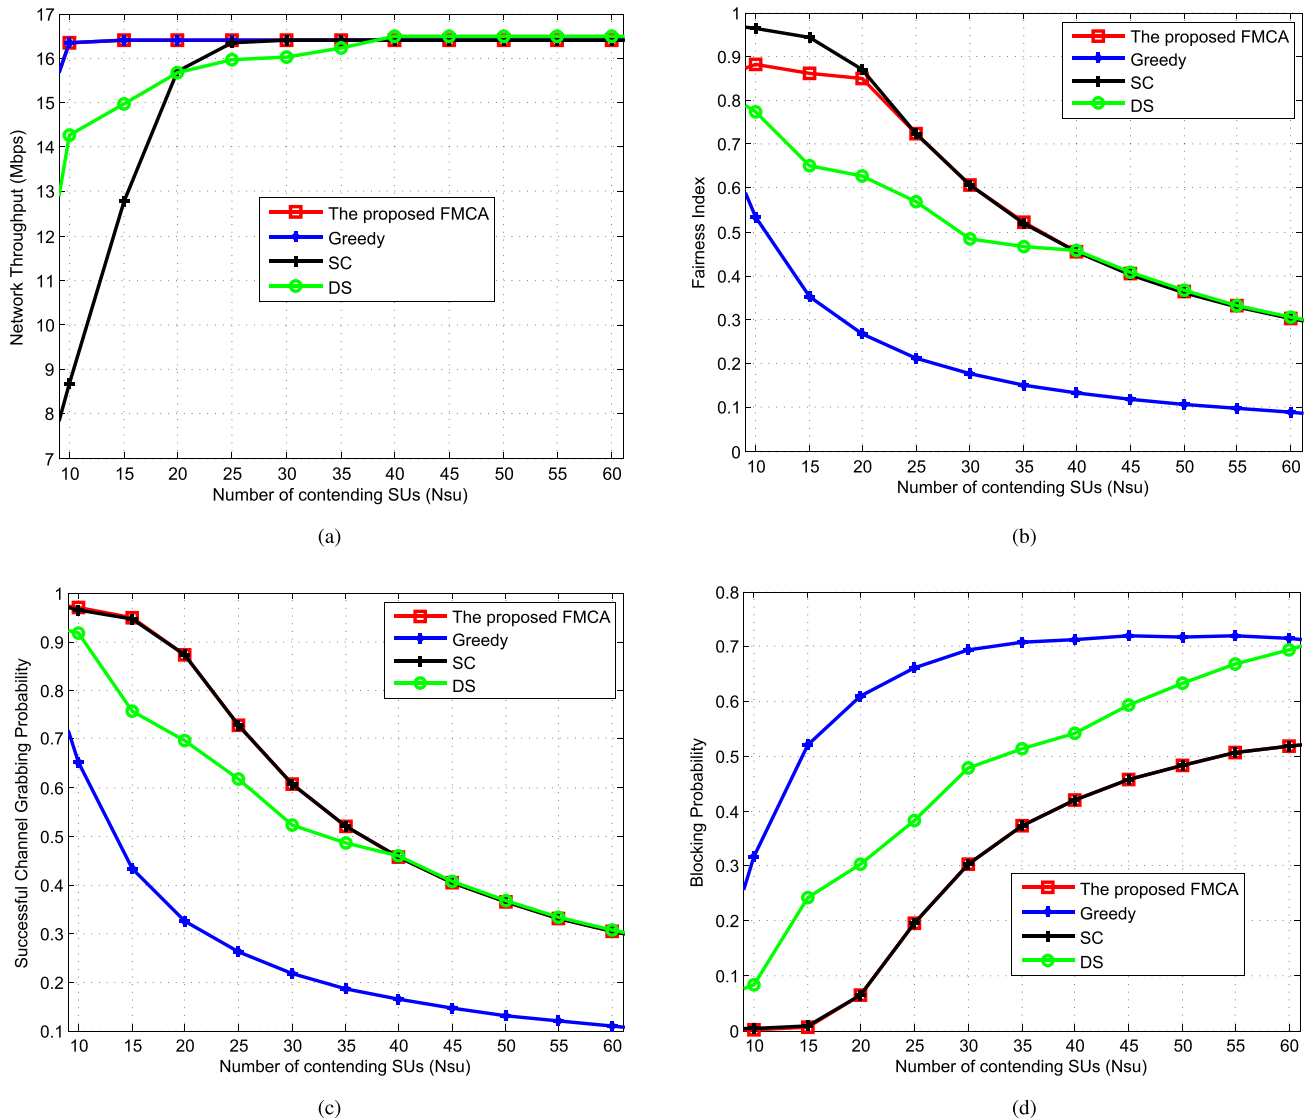 17
16
15
14
13
12
11
10
9
8
7
Network Throughput (Mbps)
The proposed FMCA
Greedy
SC
DS
10 15 20 25 30 35 40 45 50 55 60
Number of contending SUs (Nsu)
(a)
1
0.9
0.8
0.7
0.6
0.5
0.4
0.3
0.2
0.1
0
Fairness Index
The proposed FMCA
Greedy
SC
DS
10 15 20 25 30 35 40 45 50 55 60
Number of contending SUs (Nsu)
(b)
1
0.9
0.8
0.7
0.6
0.5
0.4
0.3
0.2
0.1
Successful Channel Grabbing Probability
The proposed FMCA
Greedy
SC
DS
10 15 20 25 30 35 40 45 50 55 60
Number of contending SUs (Nsu)
(c)
0.8
0.7
0.6
0.5
0.4
0.3
0.2
0.1
0
Blocking Probability
The proposed FMCA
Greedy
SC
DS
10 15 20 25 30 35 40 45 50 55 60
Number of contending SUs (Nsu)
(d)